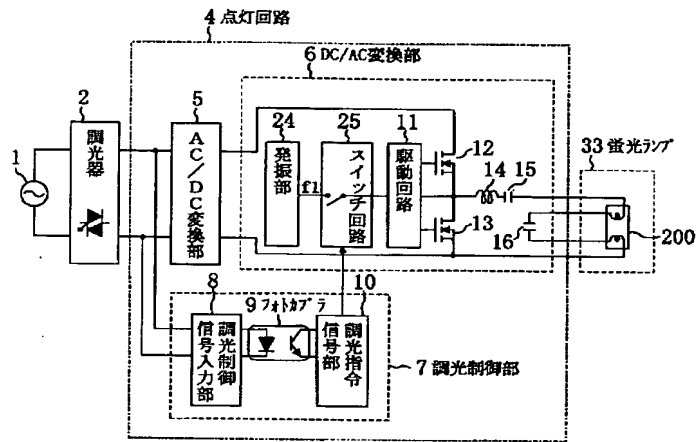 4 点灯回路
6 DC/AC変換部
2
調光器
1
5
AC/DC変換部
24
発振部
f1
25
スイッチ回路
11
駆動回路
12
13
14
15
16
33 蛍光ランプ
200
8
調光制御
信号入力部
9 フォトカプラ
10
調光指令
信号部
7 調光制御部